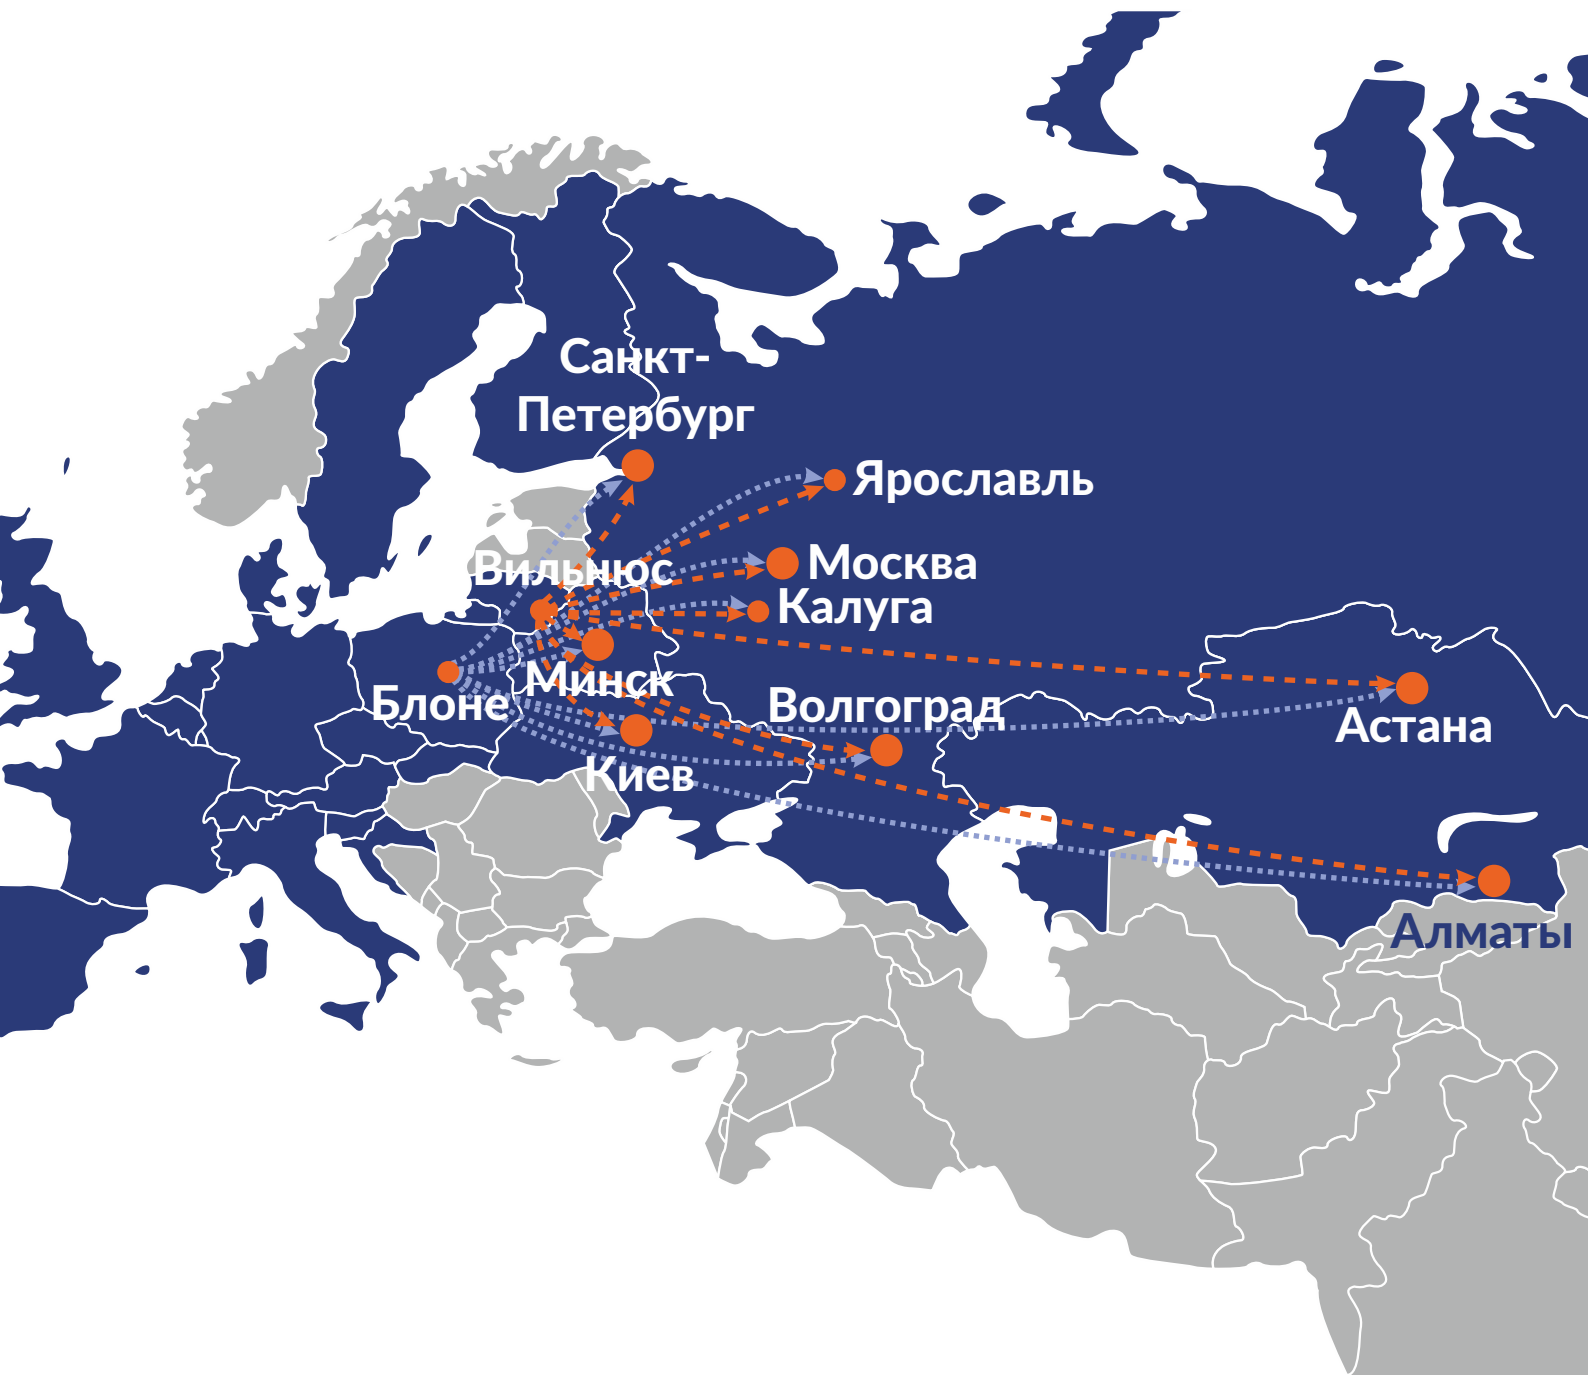 Санкт-
Петербург
Ярославль
Вильнюс
Москва
Калуга
Минск
Блоне
Волгоград
Астана
Киев
Алматы